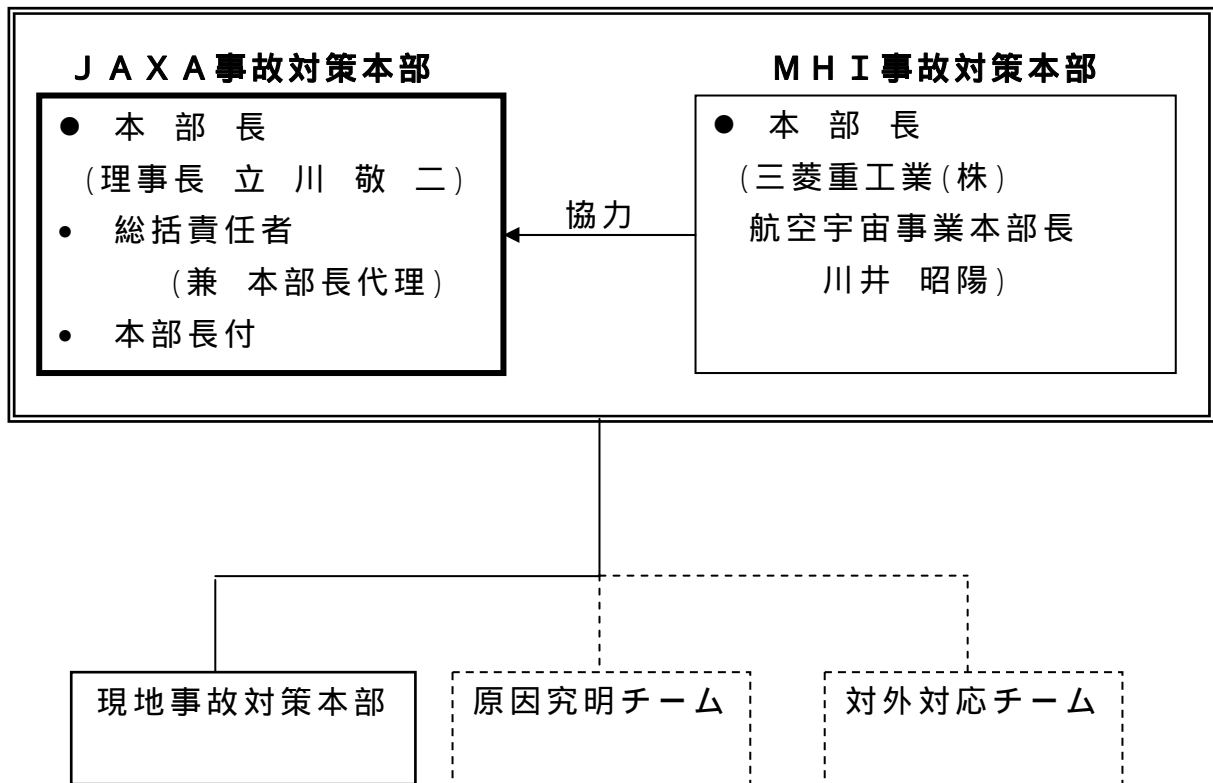 ＪＡＸＡ事故対策本部
● 本部長
(理事長 立川 敬二)
• 総括責任者
(兼 本部長代理)
• 本部長付
協力
ＭＨＩ事故対策本部
● 本部長
(三菱重工業(株)
航空宇宙事業本部長
川井 昭陽)
現地事故対策本部
原因究明チーム
対外対応チーム